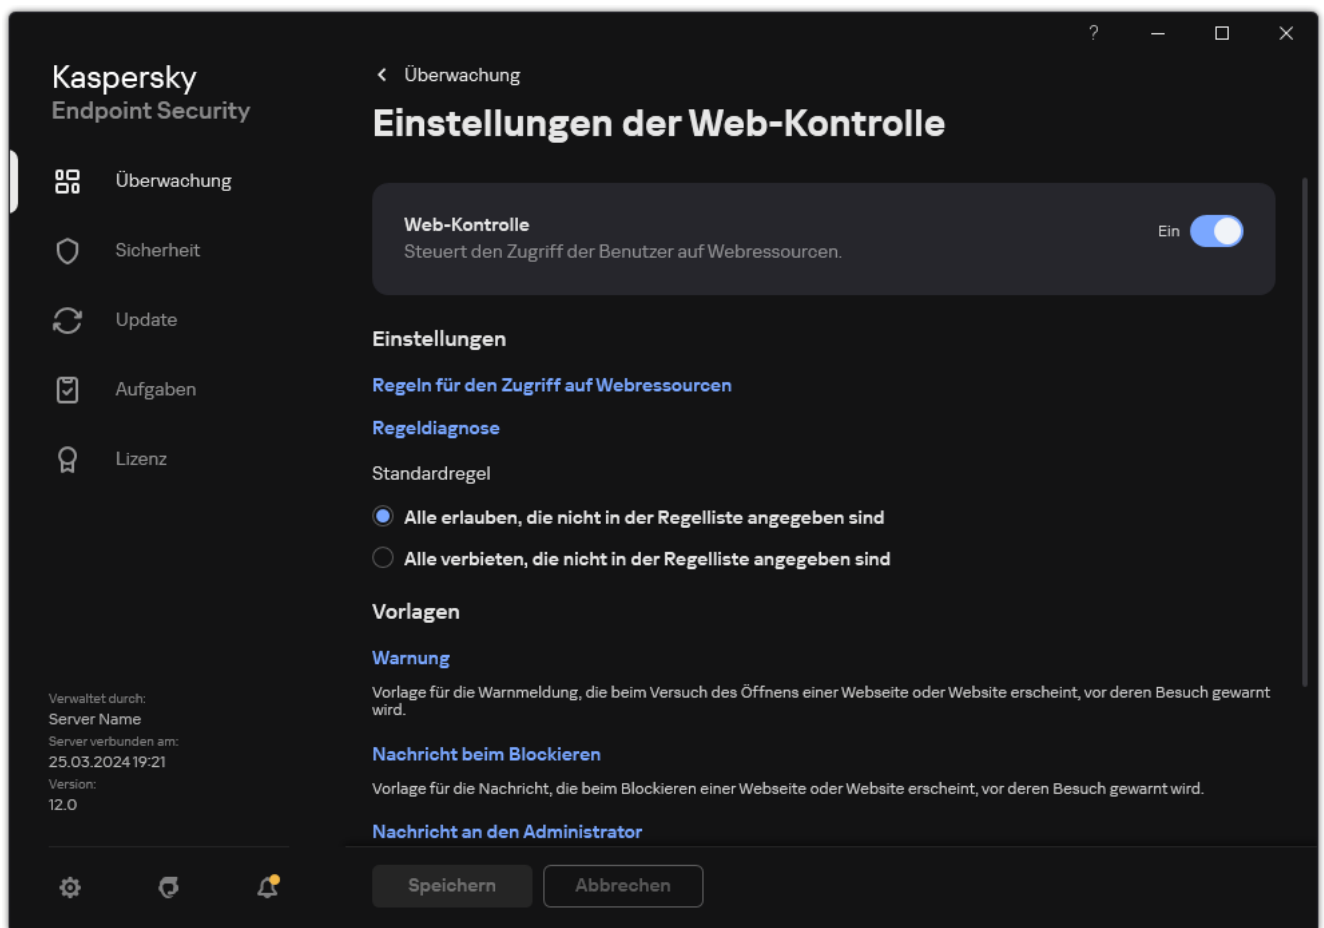 ?
Kaspersky
Endpoint Security
Überwachung
Sicherheit
Update
Aufgaben
Lizenz
Verwaltet durch:
Server Name
Server verbunden am:
25.03.2024 19:21
Version:
12.0
Überwachung
Einstellungen der Web-Kontrolle
Web-Kontrolle
Steuert den Zugriff der Benutzer auf Webressourcen.
Ein
Einstellungen
Regeln für den Zugriff auf Webressourcen
Regeldiagnose
Standardregel
Alle erlauben, die nicht in der Regelliste angegeben sind
Alle verbieten, die nicht in der Regelliste angegeben sind
Vorlagen
Warnung
Vorlage für die Warnmeldung, die beim Versuch des Öffnens einer Webseite oder Website erscheint, vor deren Besuch gewarnt
wird.
Nachricht beim Blockieren
Vorlage für die Nachricht, die beim Blockieren einer Webseite oder Website erscheint, vor deren Besuch gewarnt wird.
Nachricht an den Administrator
Speichern
Abbrechen